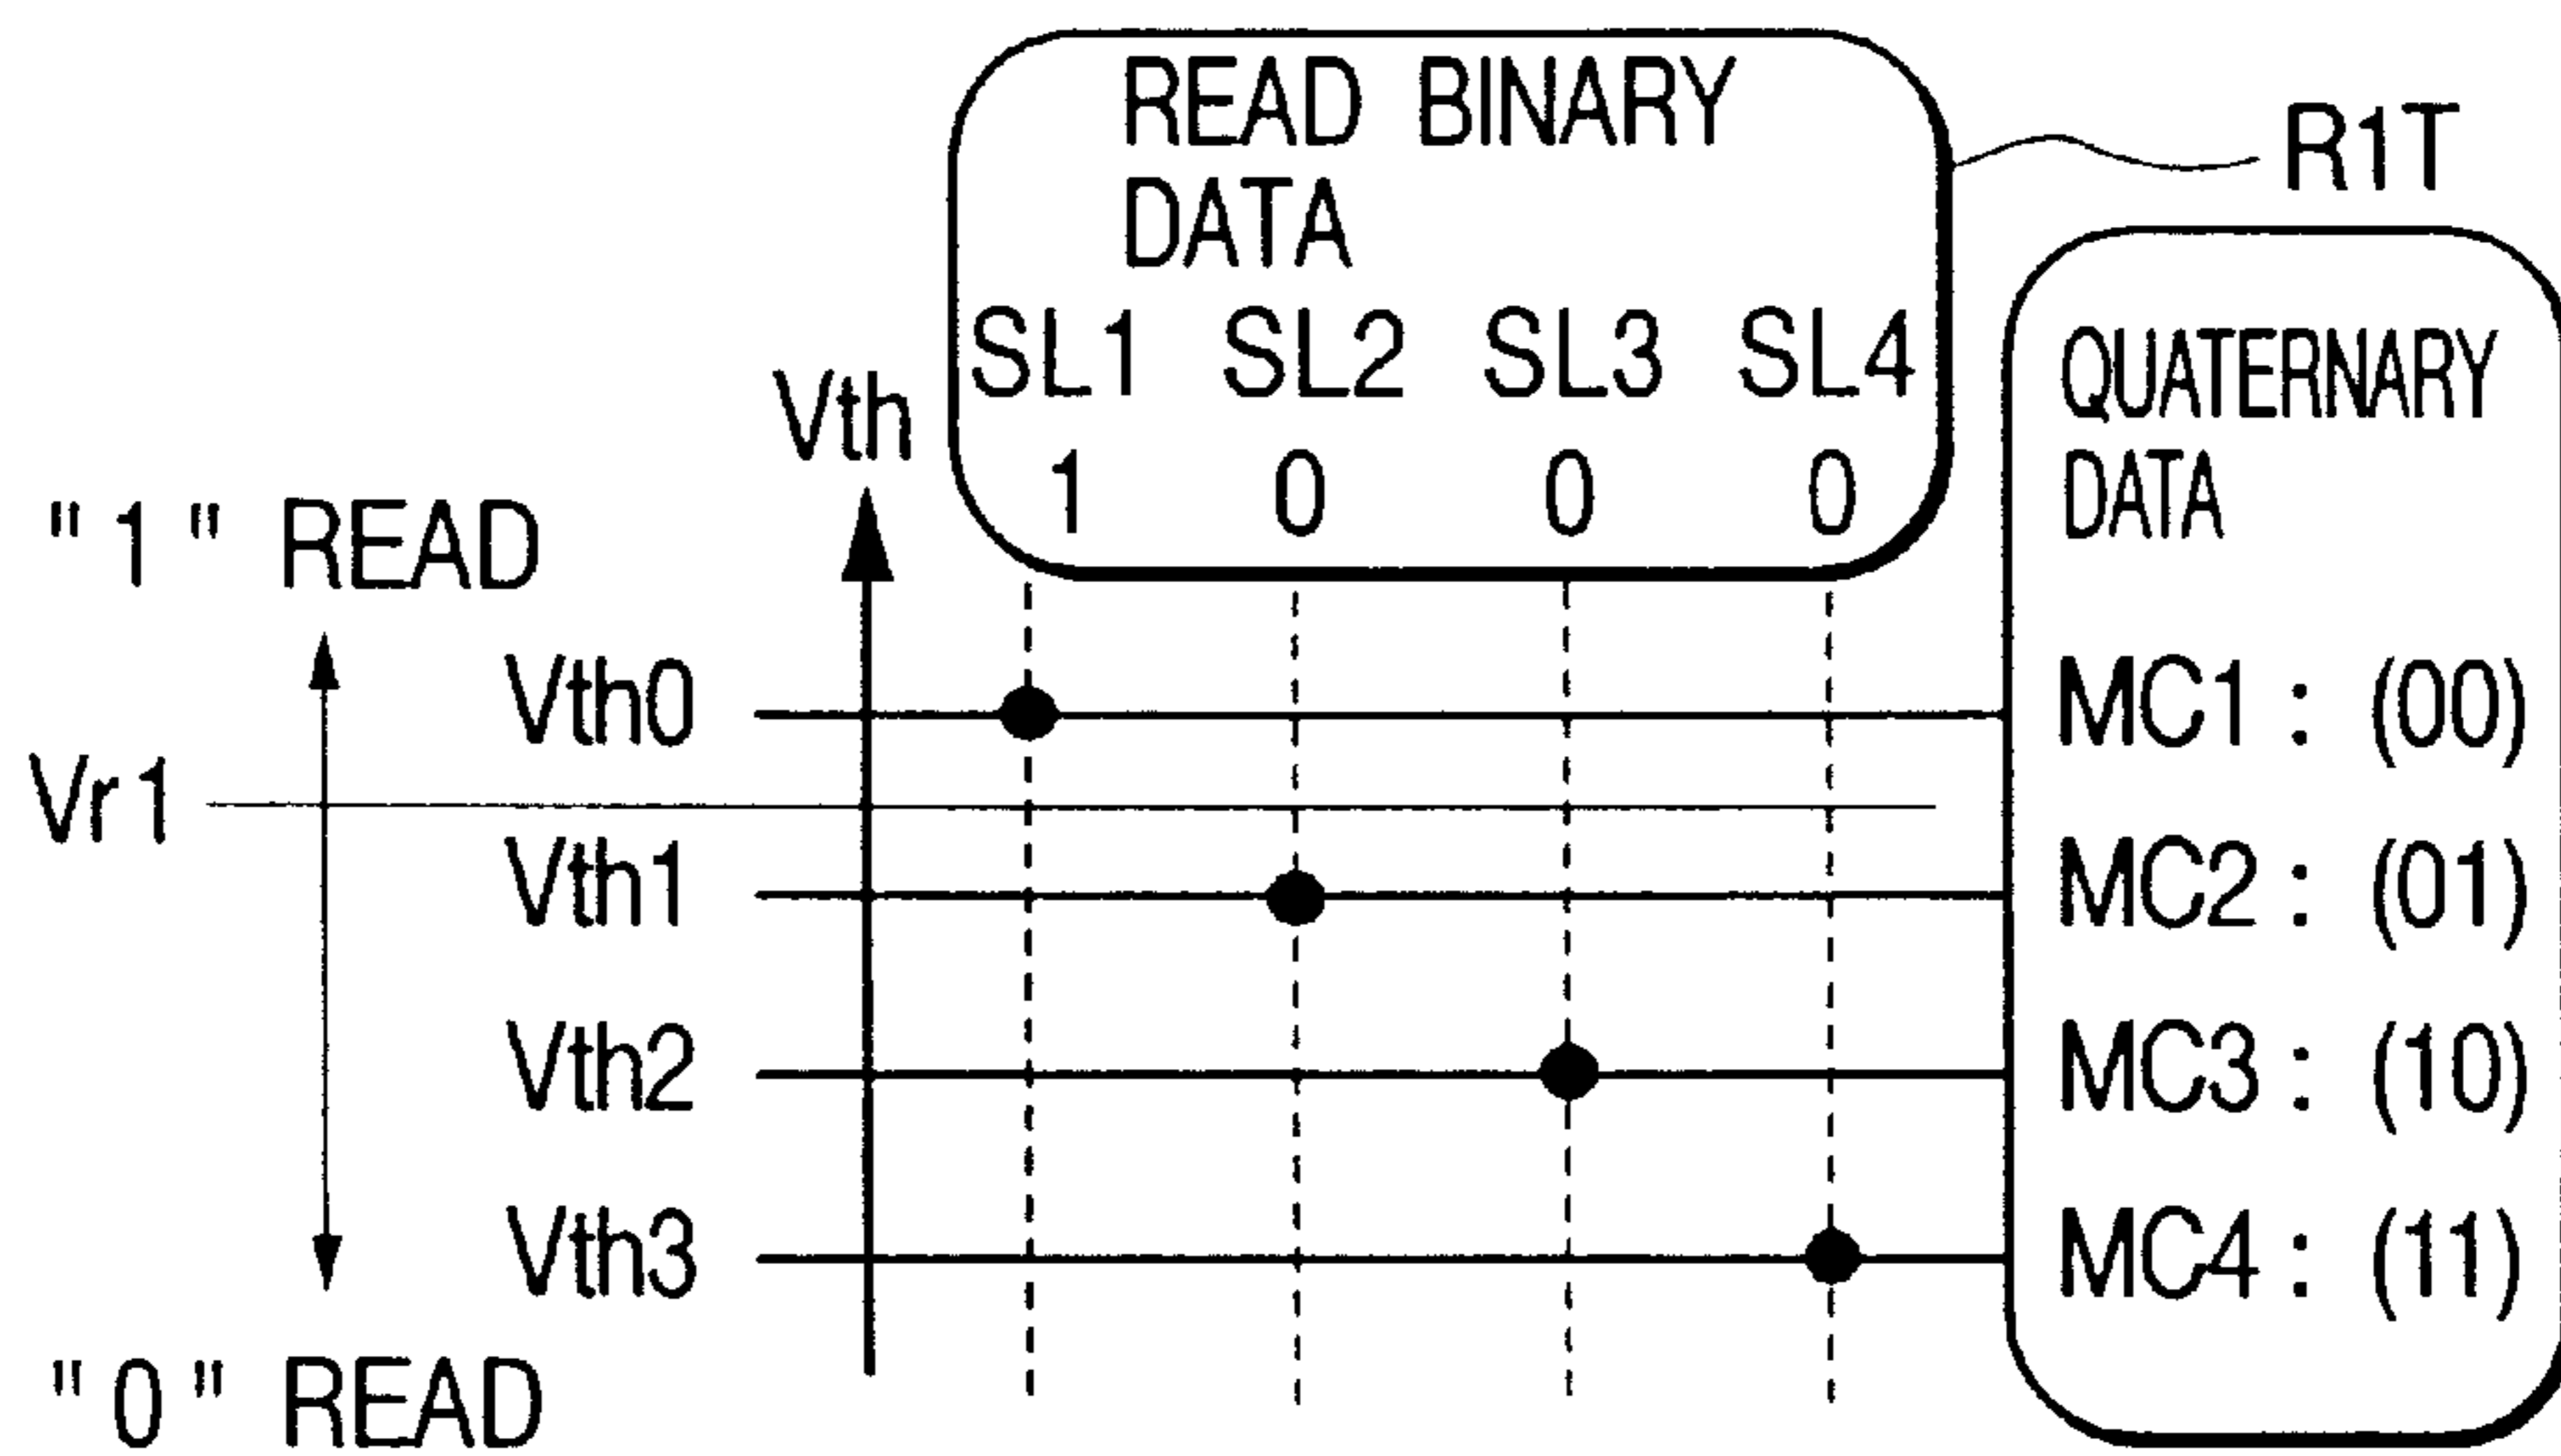 READ BINARY
DATA
SL1 SL2 SL3 SL4
1 0 0 0
R1T
QUATERNARY
DATA
MC1 : (00)
MC2 : (01)
MC3 : (10)
MC4 : (11)
Vth
" 1 " READ
Vth0
Vr1
Vth1
Vth2
Vth3
" 0 " READ